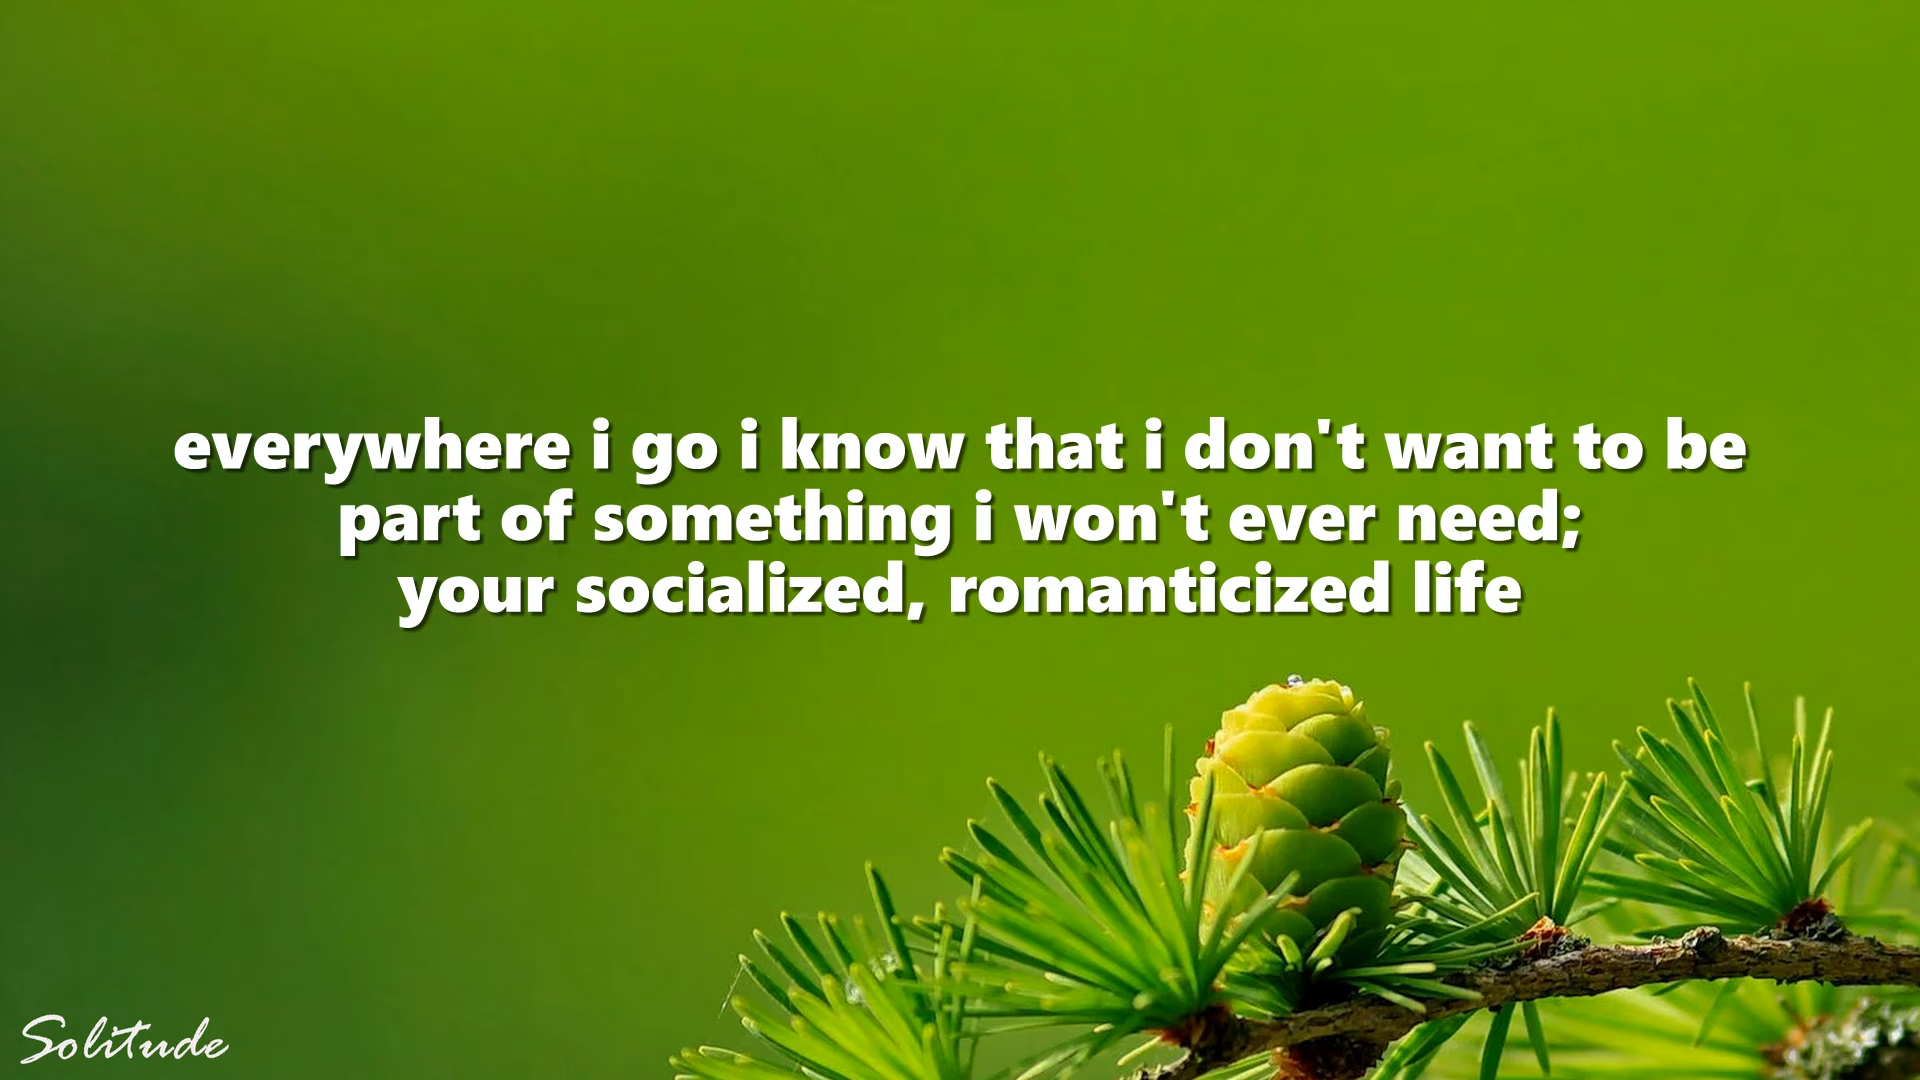 everywhere i go i know that i don't want to be
part of something i won't ever need;
your socialized, romanticized life
Solitude